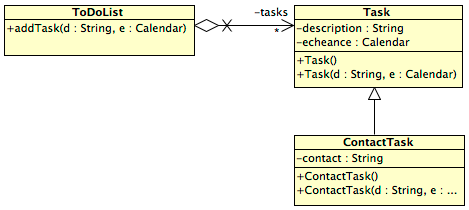 ToDoList
+addTask(d : String, e : Calendar)
-tasks
*
Task
-description : String
-echeance : Calendar
+Task()
+Task(d : String, e : Calendar)
ContactTask
-contact : String
+ContactTask()
+ContactTask(d : String, e : ...